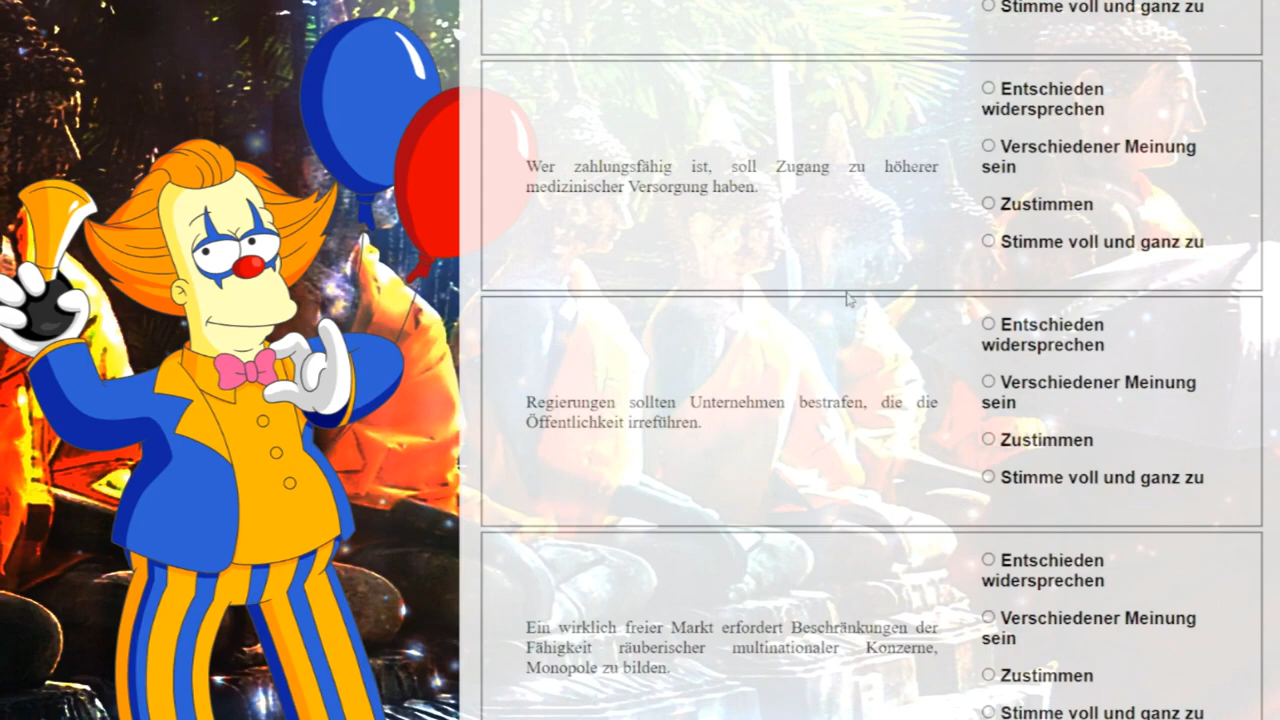 Stimme voll und ganz zu
Entschieden
widersprechen
Verschiedener Meinung
sein
Wer zahlungsfähig ist, soll Zugang zu höherer
medizinischer Versorgung haben.
Zustimmen
Stimme voll und ganz zu
Entschieden
widersprechen
Verschiedener Meinung
sein
Regierungen sollten Unternehmen bestrafen, die die
Öffentlichkeit irreführen.
Zustimmen
Stimme voll und ganz zu
Entschieden
widersprechen
Verschiedener Meinung
sein
Ein wirklich freier Markt erfordert Beschränkungen der
Fähigkeit räuberischer multinationaler Konzerne,
Monopole zu bilden.
Zustimmen
Stimme voll und ganz zu